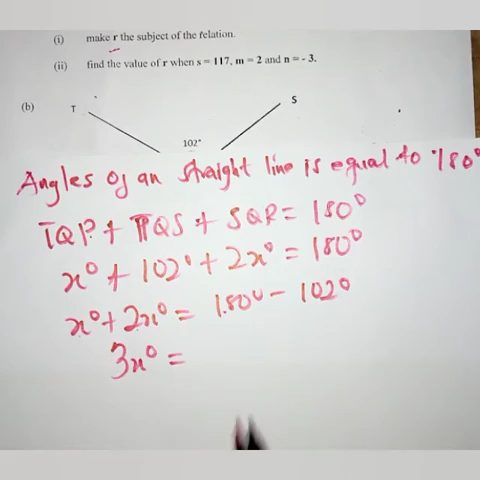 (i) make r the subject of the relation.
(ii) find the value of r when s = 117, m = 2 and n = - 3.
(b) T S
102°
Angles of an straight line is equal to 180°
TQP + TQS + SQR = 180°
x° + 102° + 2x° = 180°
x° + 2x° = 180° - 102°
3x° =